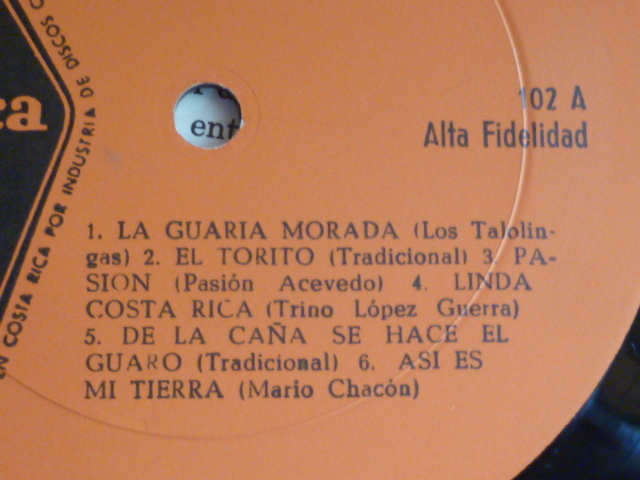 ca
EN COSTA RICA POR INDUSTRIA DE DISCOS
ent
102 A
Alta Fidelidad
1. LA GUARIA MORADA (Los Talolin-
gas) 2. EL TORITO (Tradicional) 3. PA-
SION (Pasión Acevedo) 4. LINDA
COSTA RICA (Trino López Guerra)
5. DE LA CAÑA SE HACE EL
GUARO (Tradicional) 6. ASI ES
MI TIERRA (Mario Chacón)